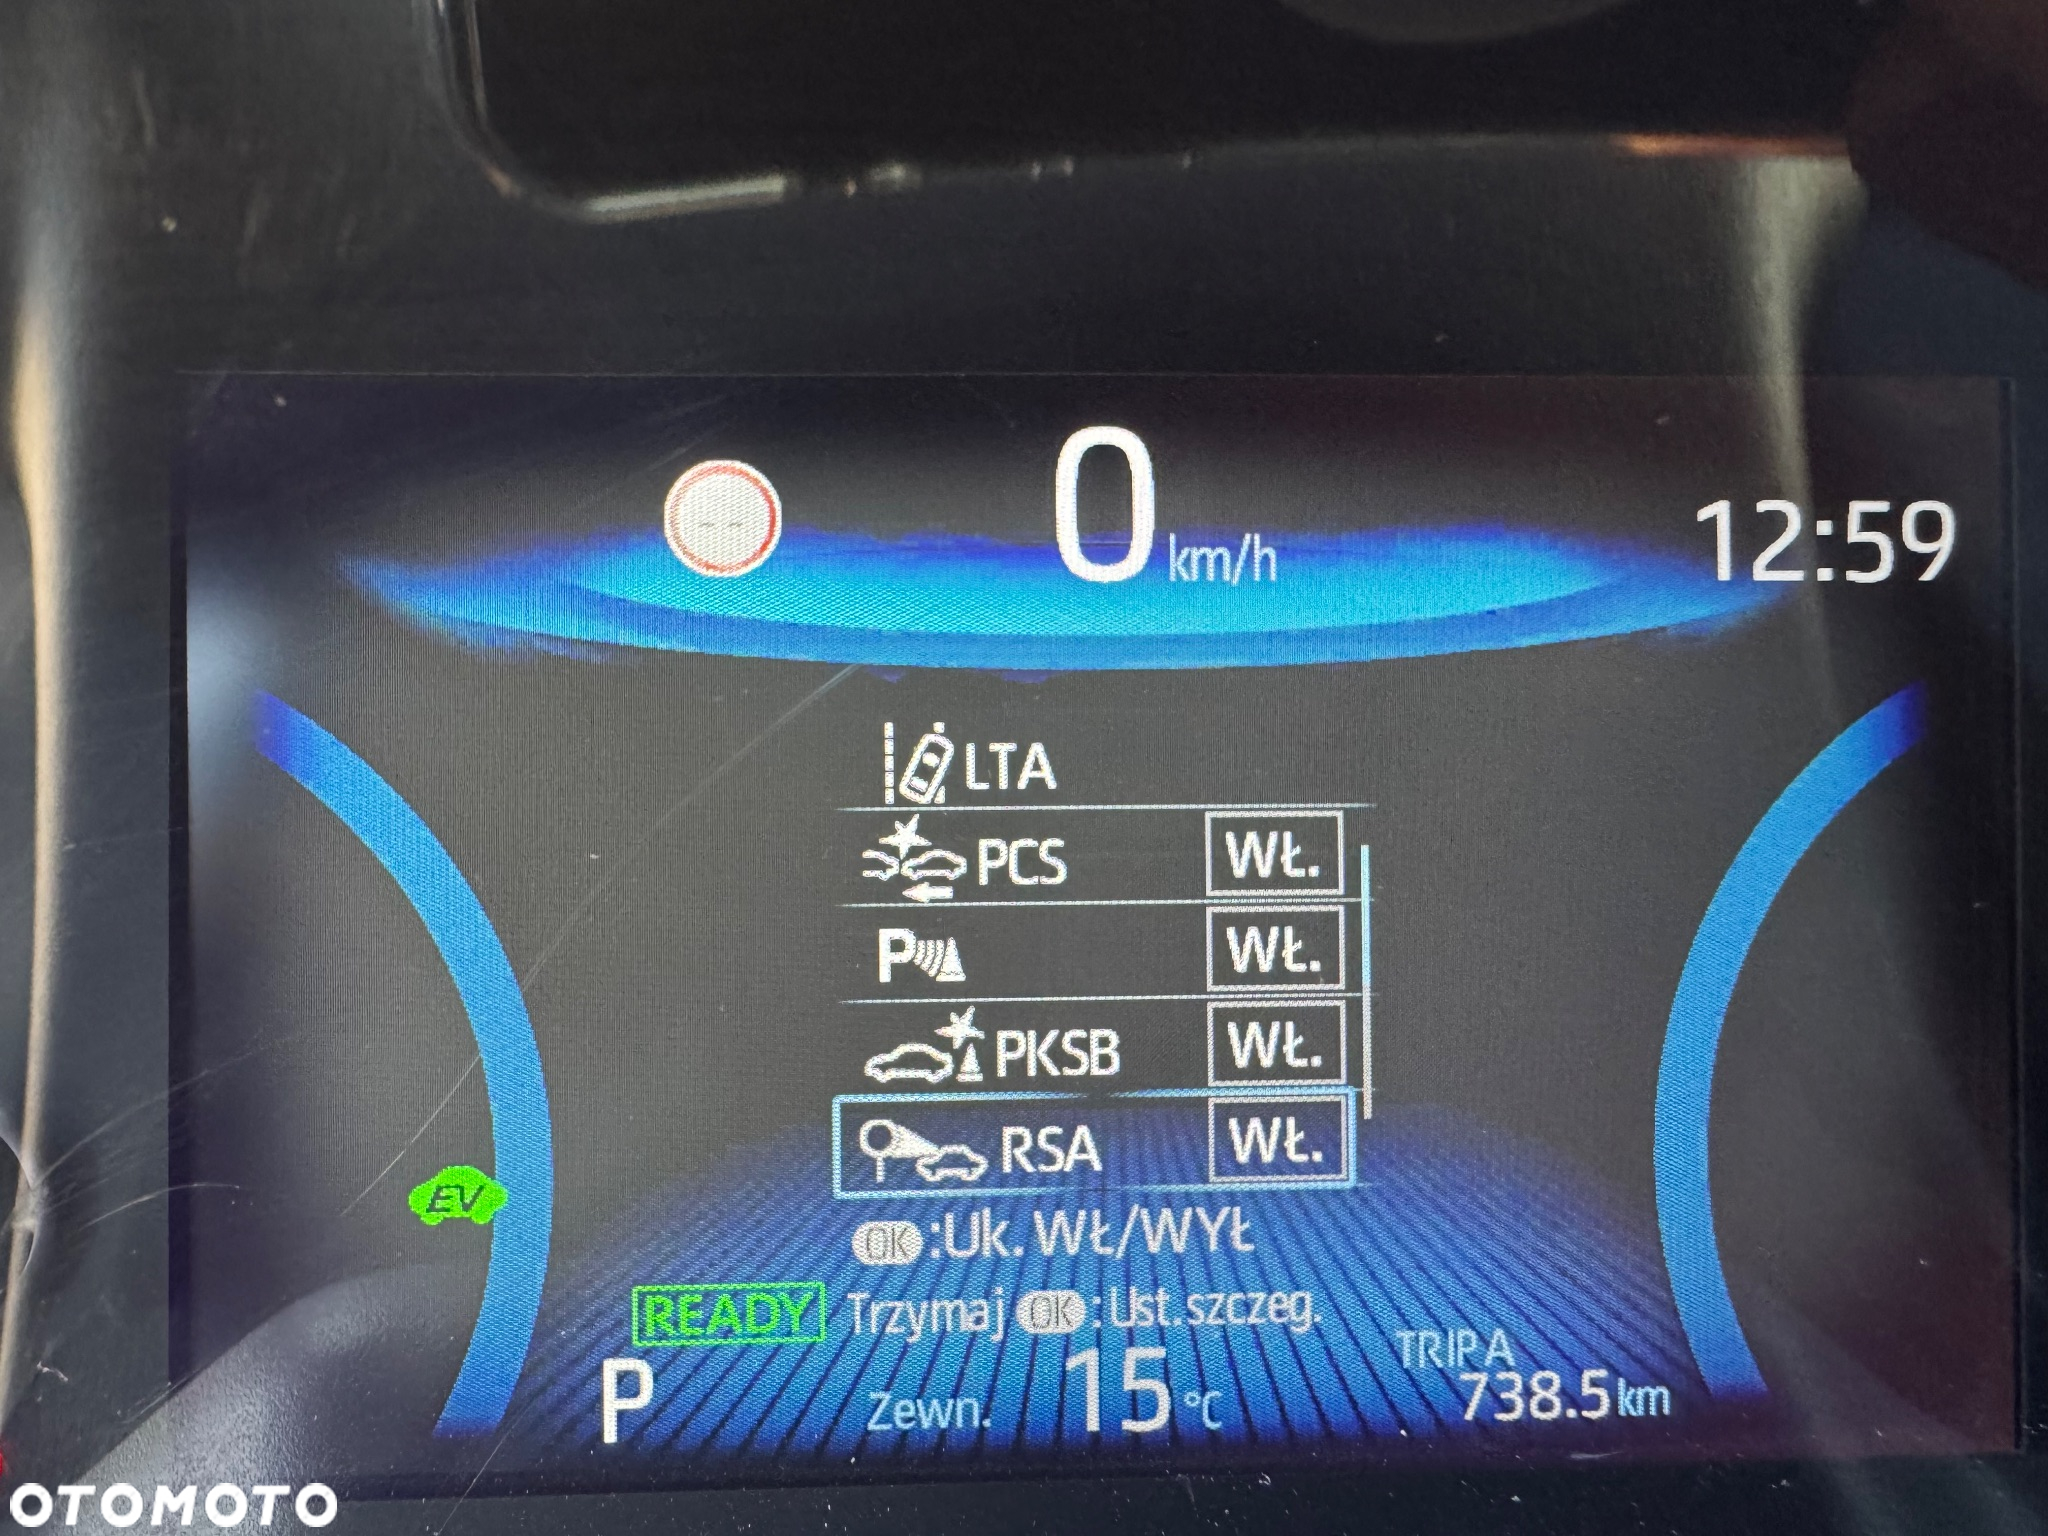 0 km/h
12:59
LTA
PCS WŁ.
P WŁ.
PKSB WŁ.
RSA WŁ.
EV
OK :Uk. WŁ/WYŁ
READY Trzymaj OK : Ust.szczeg.
P Zewn. 15 °C
TRIP A
738.5 km
OTOMOTO